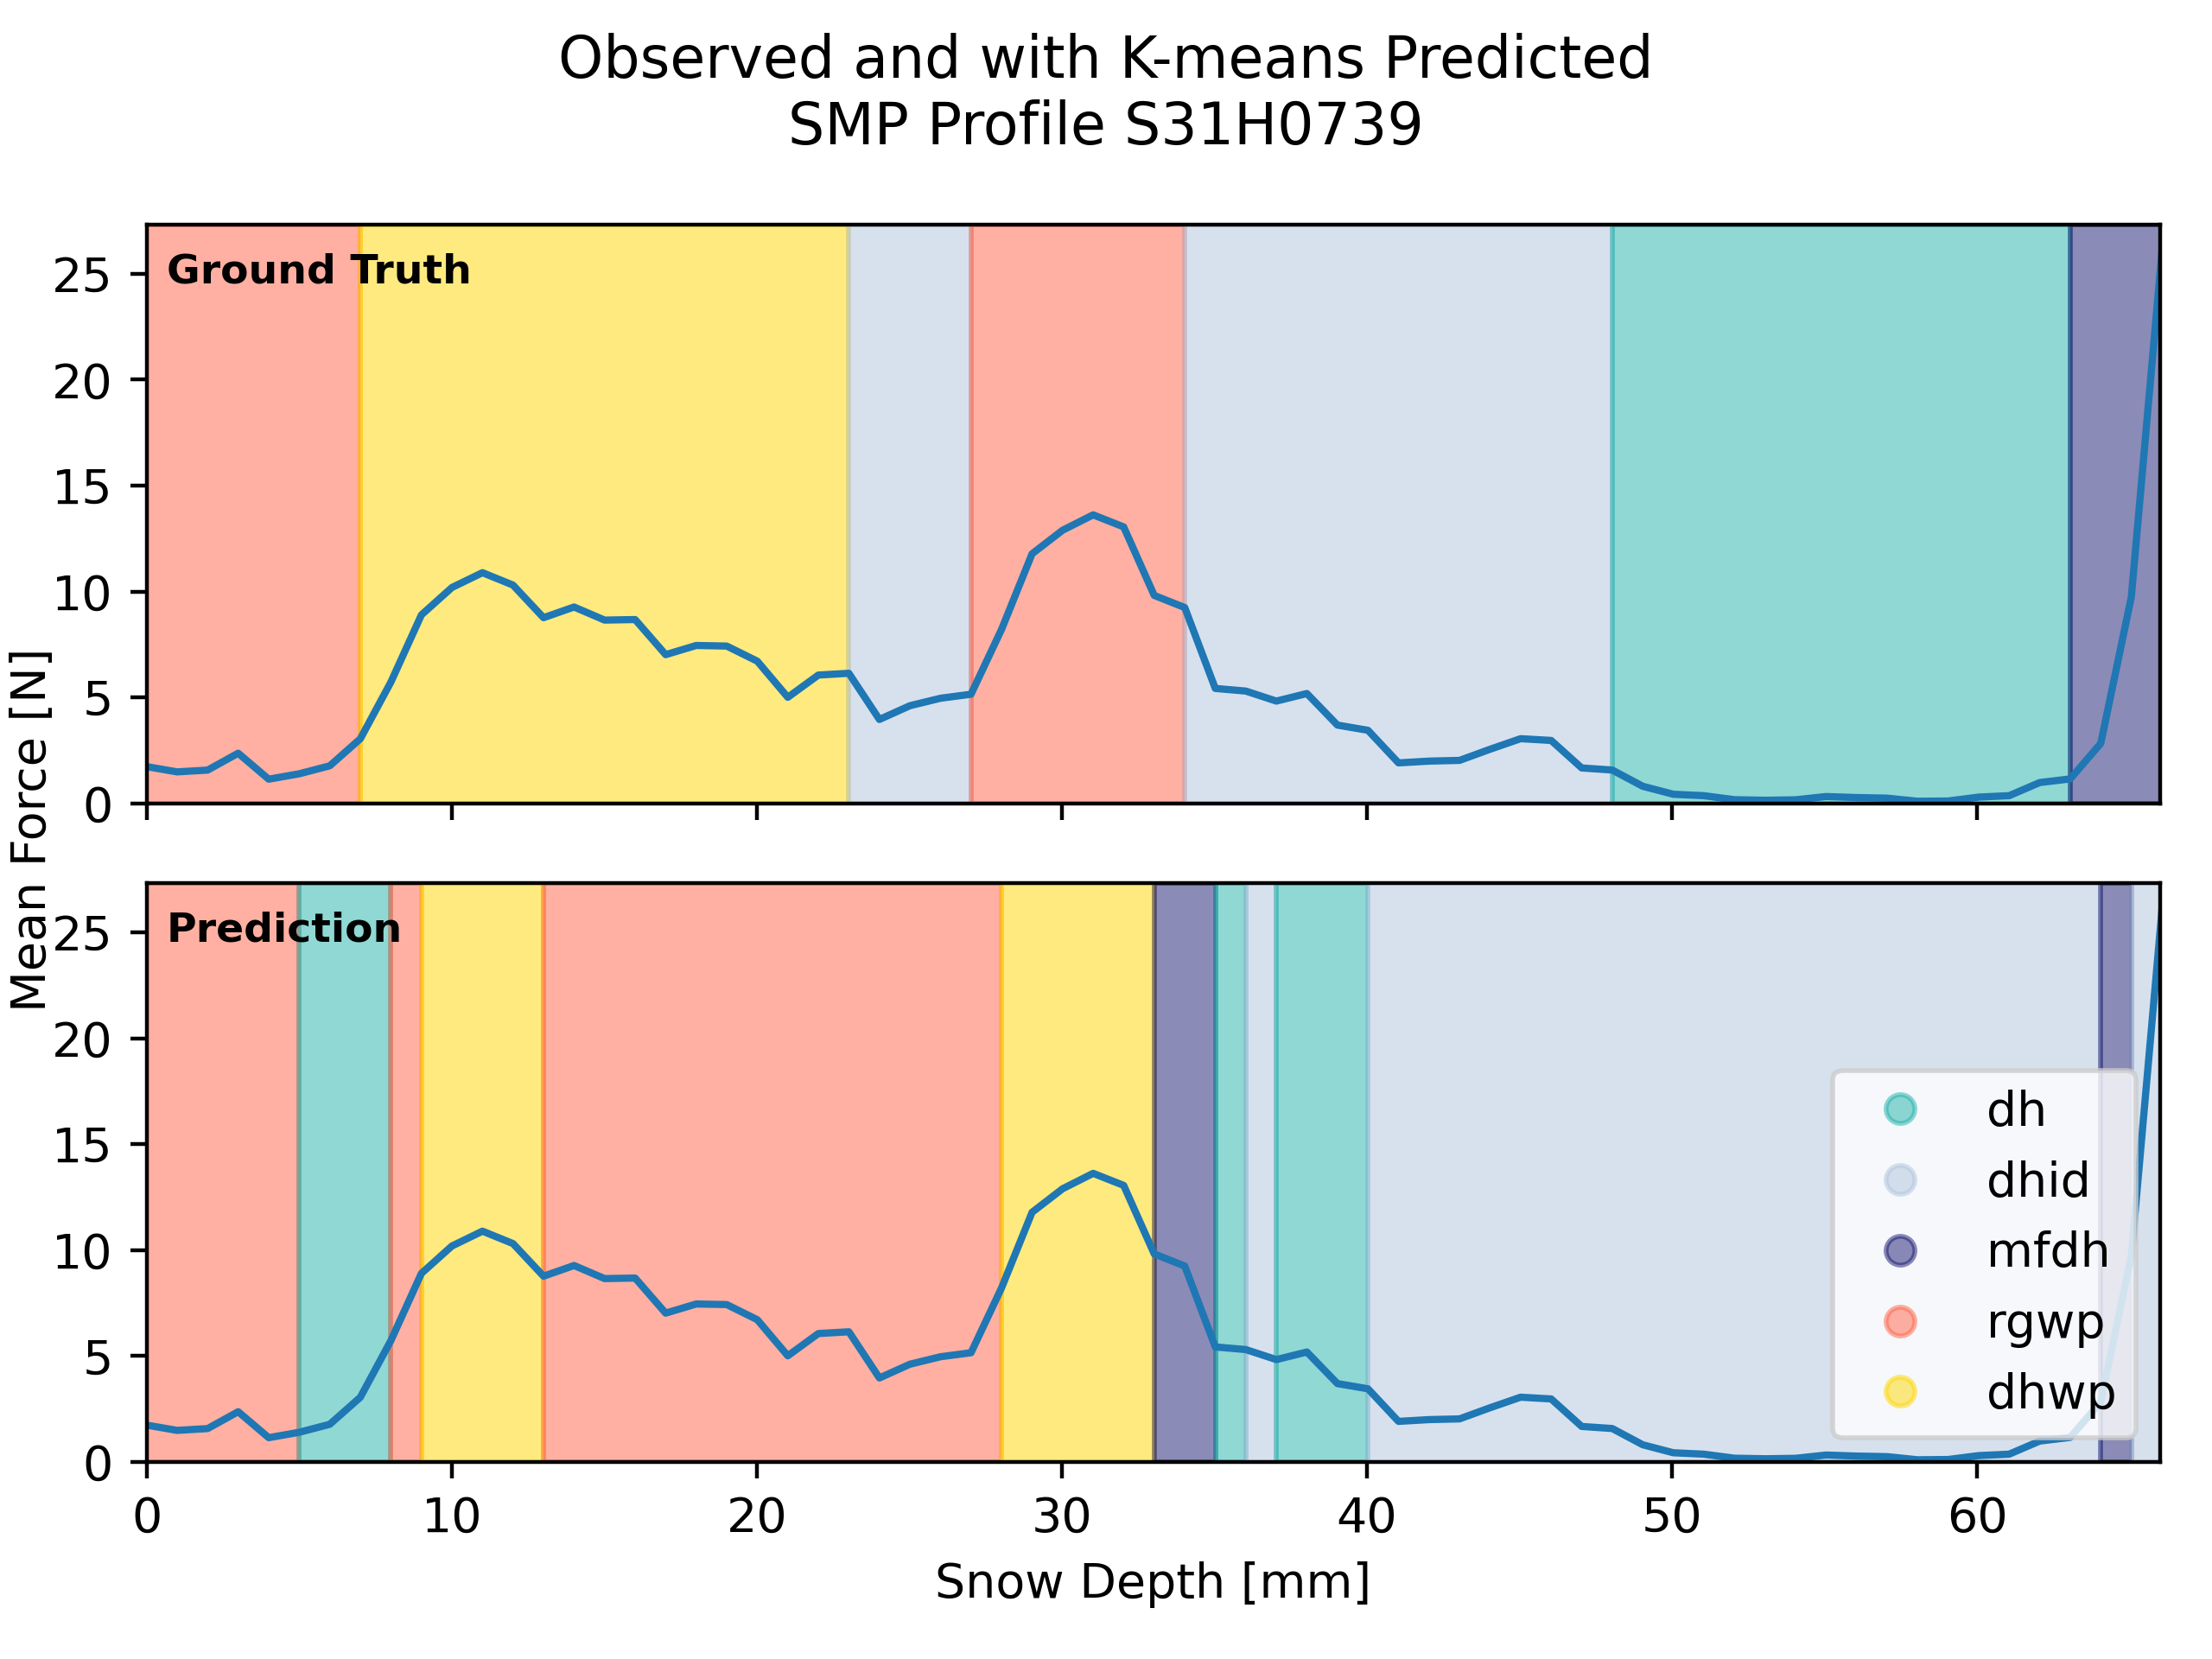 Observed and with K-means Predicted
SMP Profile S31H0739
Ground Truth
25
20
15
10
5
0
Mean Force [N]
Prediction
25
20
15
10
5
0
dh
dhid
mfdh
rgwp
dhwp
0 10 20 30 40 50 60
Snow Depth [mm]